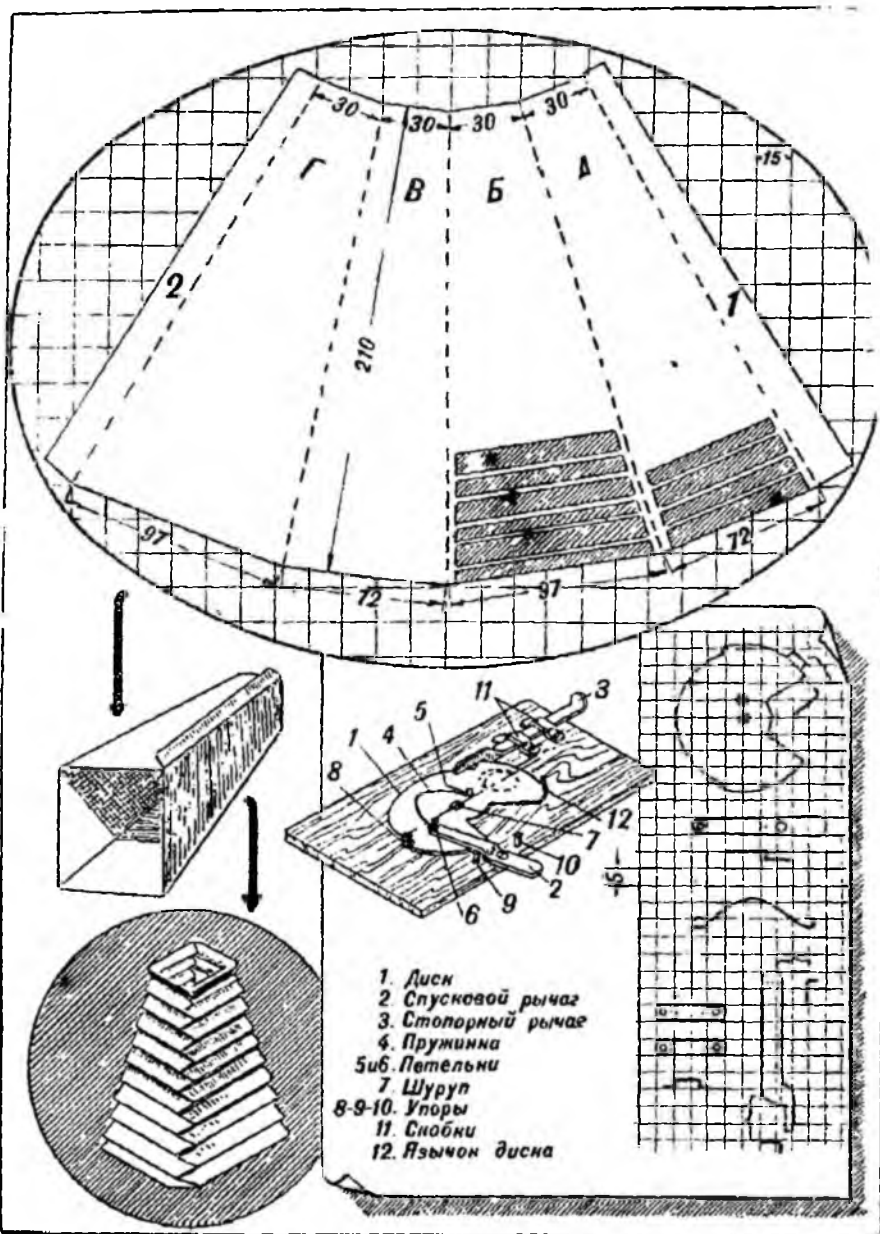 30 30 30 30
Г В Б А
15
2 1
210
97 12 97 72
11 3
5
4
1
8
7 12
10
6 9 2
15
1. Диск
2. Спусковой рычаг
3. Стопорный рычаг
4. Пружинка
5и6. Петельки
7. Шуруп
8-9-10. Упоры
11. Скобки
12. Язычок диска